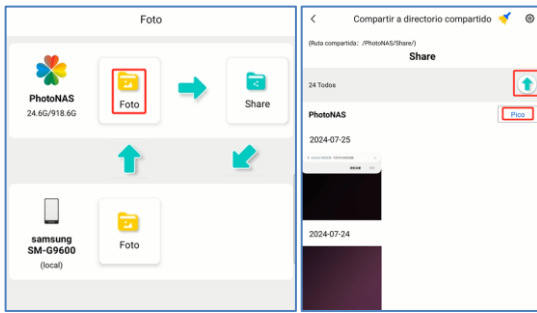 Foto
PhotoNAS
24.6G/918.6G
Foto
Share
samsung
SM-G9600
(local)
Foto
Compartir a directorio compartido
(Ruta compartida: /PhotoNAS/Share/)
Share
24 Todos
PhotoNAS
Pico
2024-07-25
2024-07-24